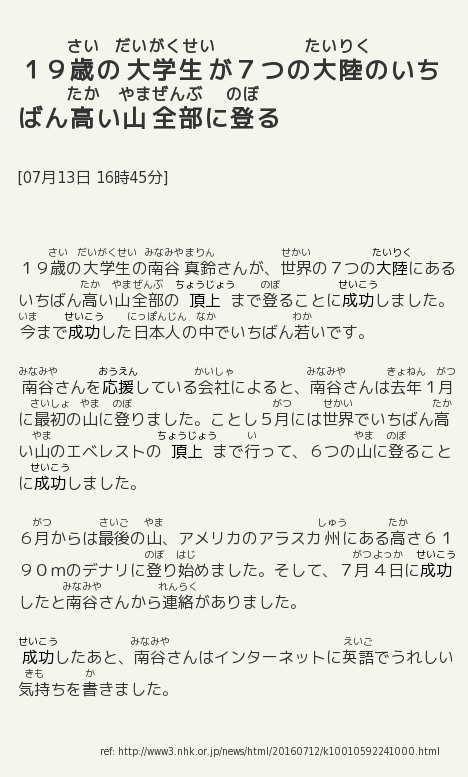 さい だいがくせい たいりく
１９歳の大学生が７つの大陸のいち
たか やまぜんぶ のぼ
ばん高い山全部に登る
[07月13日 16時45分]
さい だいがくせい みなみやまりん せかい たいりく
１９歳の大学生の南谷真鈴さんが、世界の７つの大陸にある
たか やまぜんぶ ちょうじょう のぼ せいこう
いちばん高い山全部の頂上まで登ることに成功しました。
いま せいこう にっぽんじん なか わか
今まで成功した日本人の中でいちばん若いです。
みなみや おうえん かいしゃ みなみや きょねん がつ
南谷さんを応援している会社によると、南谷さんは去年１月
さいしょ やま のぼ がつ せかい たか
に最初の山に登りました。ことし５月には世界でいちばん高
やま ちょうじょう い やま のぼ
い山のエベレストの頂上まで行って、６つの山に登ること
せいこう
に成功しました。
がつ さいご やま しゅう たか
６月からは最後の山、アメリカのアラスカ州にある高さ６１
のぼ はじ がつよっか せいこう
９０mのデナリに登り始めました。そして、７月４日に成功
みなみや れんらく
したと南谷さんから連絡がありました。
せいこう みなみや えいご
成功したあと、南谷さんはインターネットに英語でうれしい
きも か
気持ちを書きました。
ref: http://www3.nhk.or.jp/news/html/20160712/k10010592241000.html